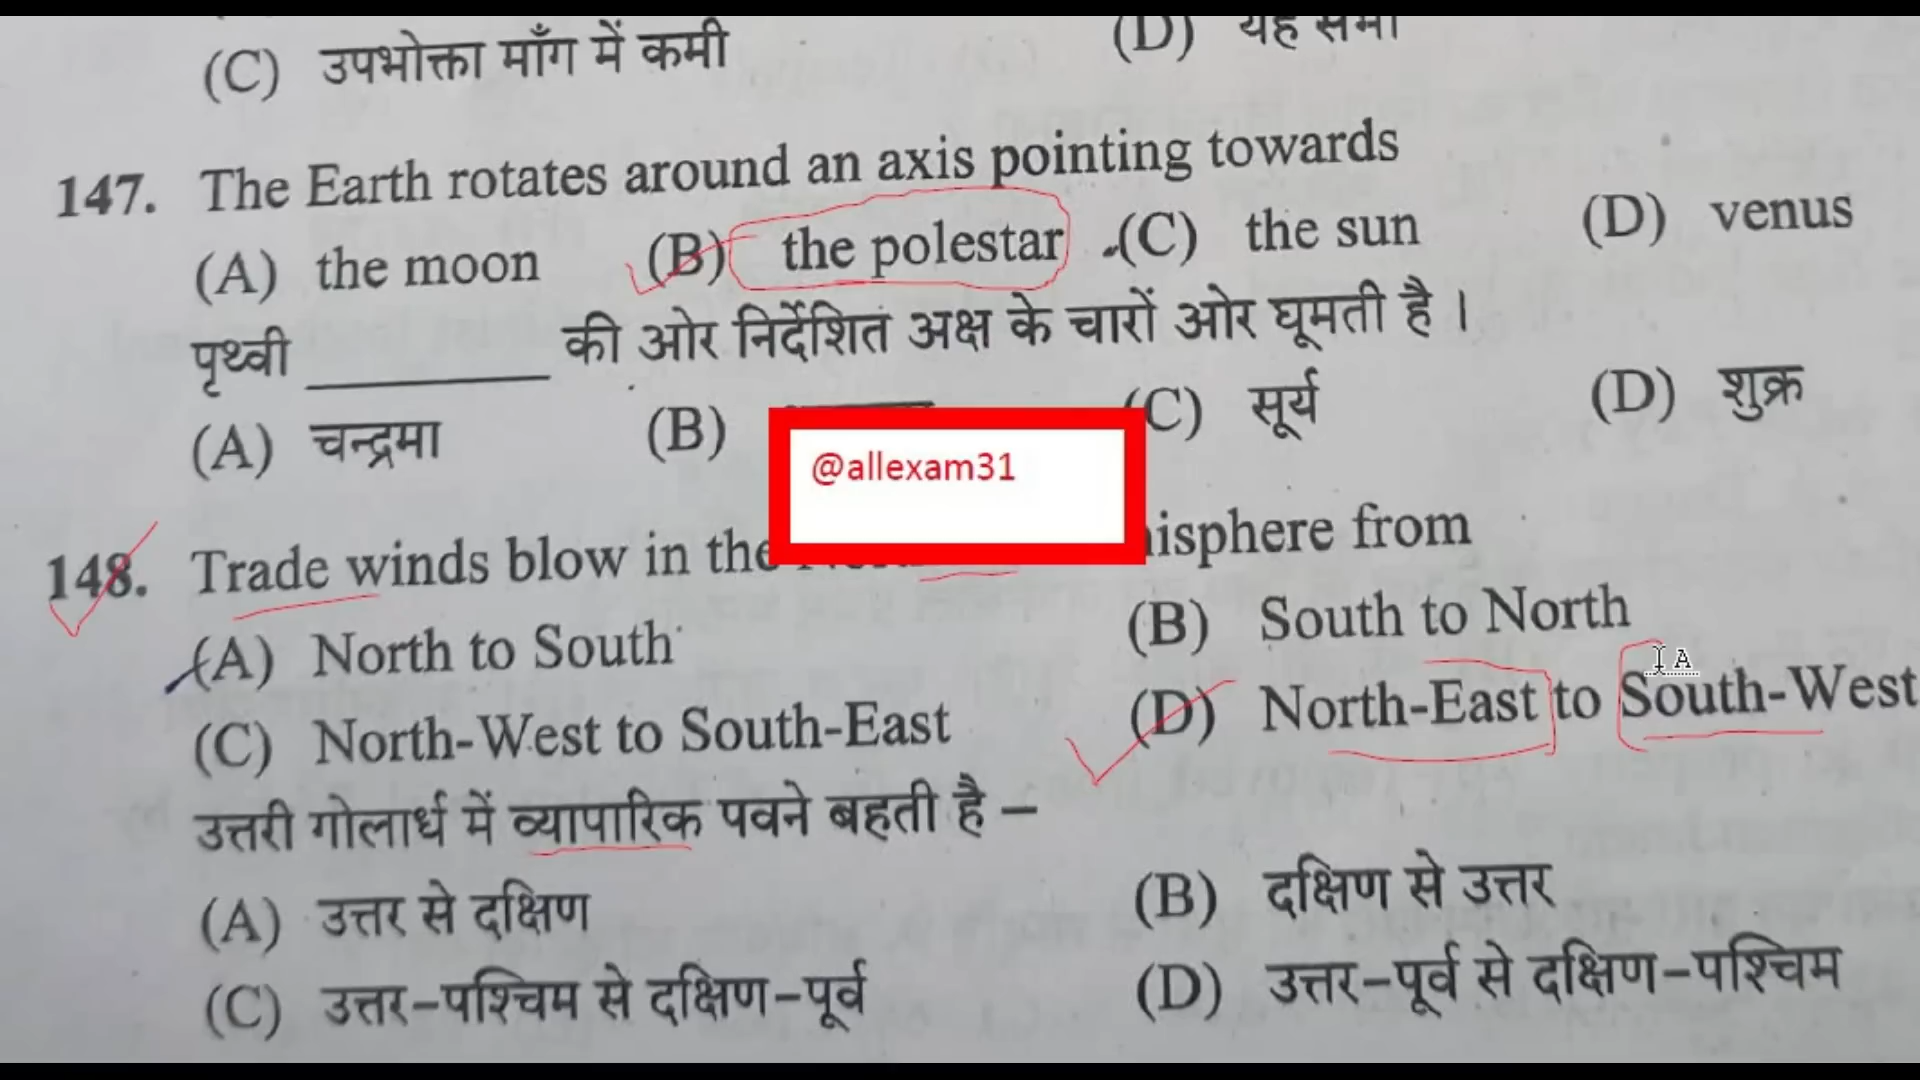 (C) उपभोक्ता माँग में कमी (D) यह सभी
147. The Earth rotates around an axis pointing towards
(A) the moon (B) the polestar (C) the sun (D) venus
पृथ्वी __________ की ओर निर्देशित अक्ष के चारों ओर घूमती है ।
(A) चन्द्रमा (B) (C) सूर्य (D) शुक्र
@allexam31
148. Trade winds blow in the from
(A) North to South (B) South to North
(C) North-West to South-East (D) North-East to South-West
उत्तरी गोलार्ध में व्यापारिक पवने बहती है –
(A) उत्तर से दक्षिण (B) दक्षिण से उत्तर
(C) उत्तर–पश्चिम से दक्षिण–पूर्व (D) उत्तर–पूर्व से दक्षिण–पश्चिम